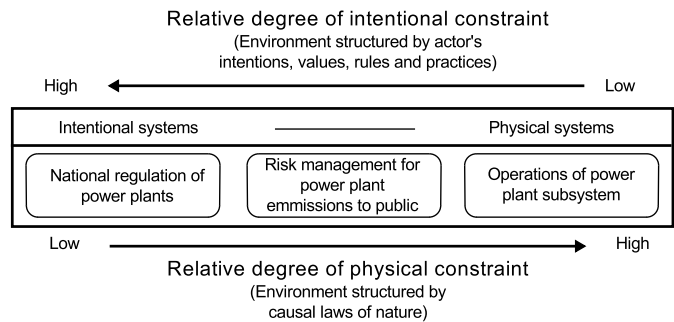 Relative degree of intentional constraint
(Environment structured by actor's
intentions, values, rules and practices)
High
Low
Intentional systems
Physical systems
National regulation of
power plants
Risk management for
power plant
emmissions to public
Operations of power
plant subsystem
Low
High
Relative degree of physical constraint
(Environment structured by
causal laws of nature)